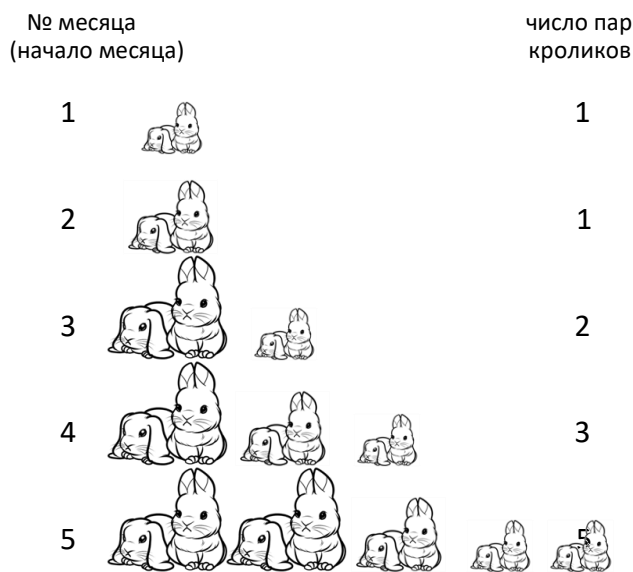 № месяца
(начало месяца)
число пар
кроликов
1 1
2 1
3 2
4 3
5 5